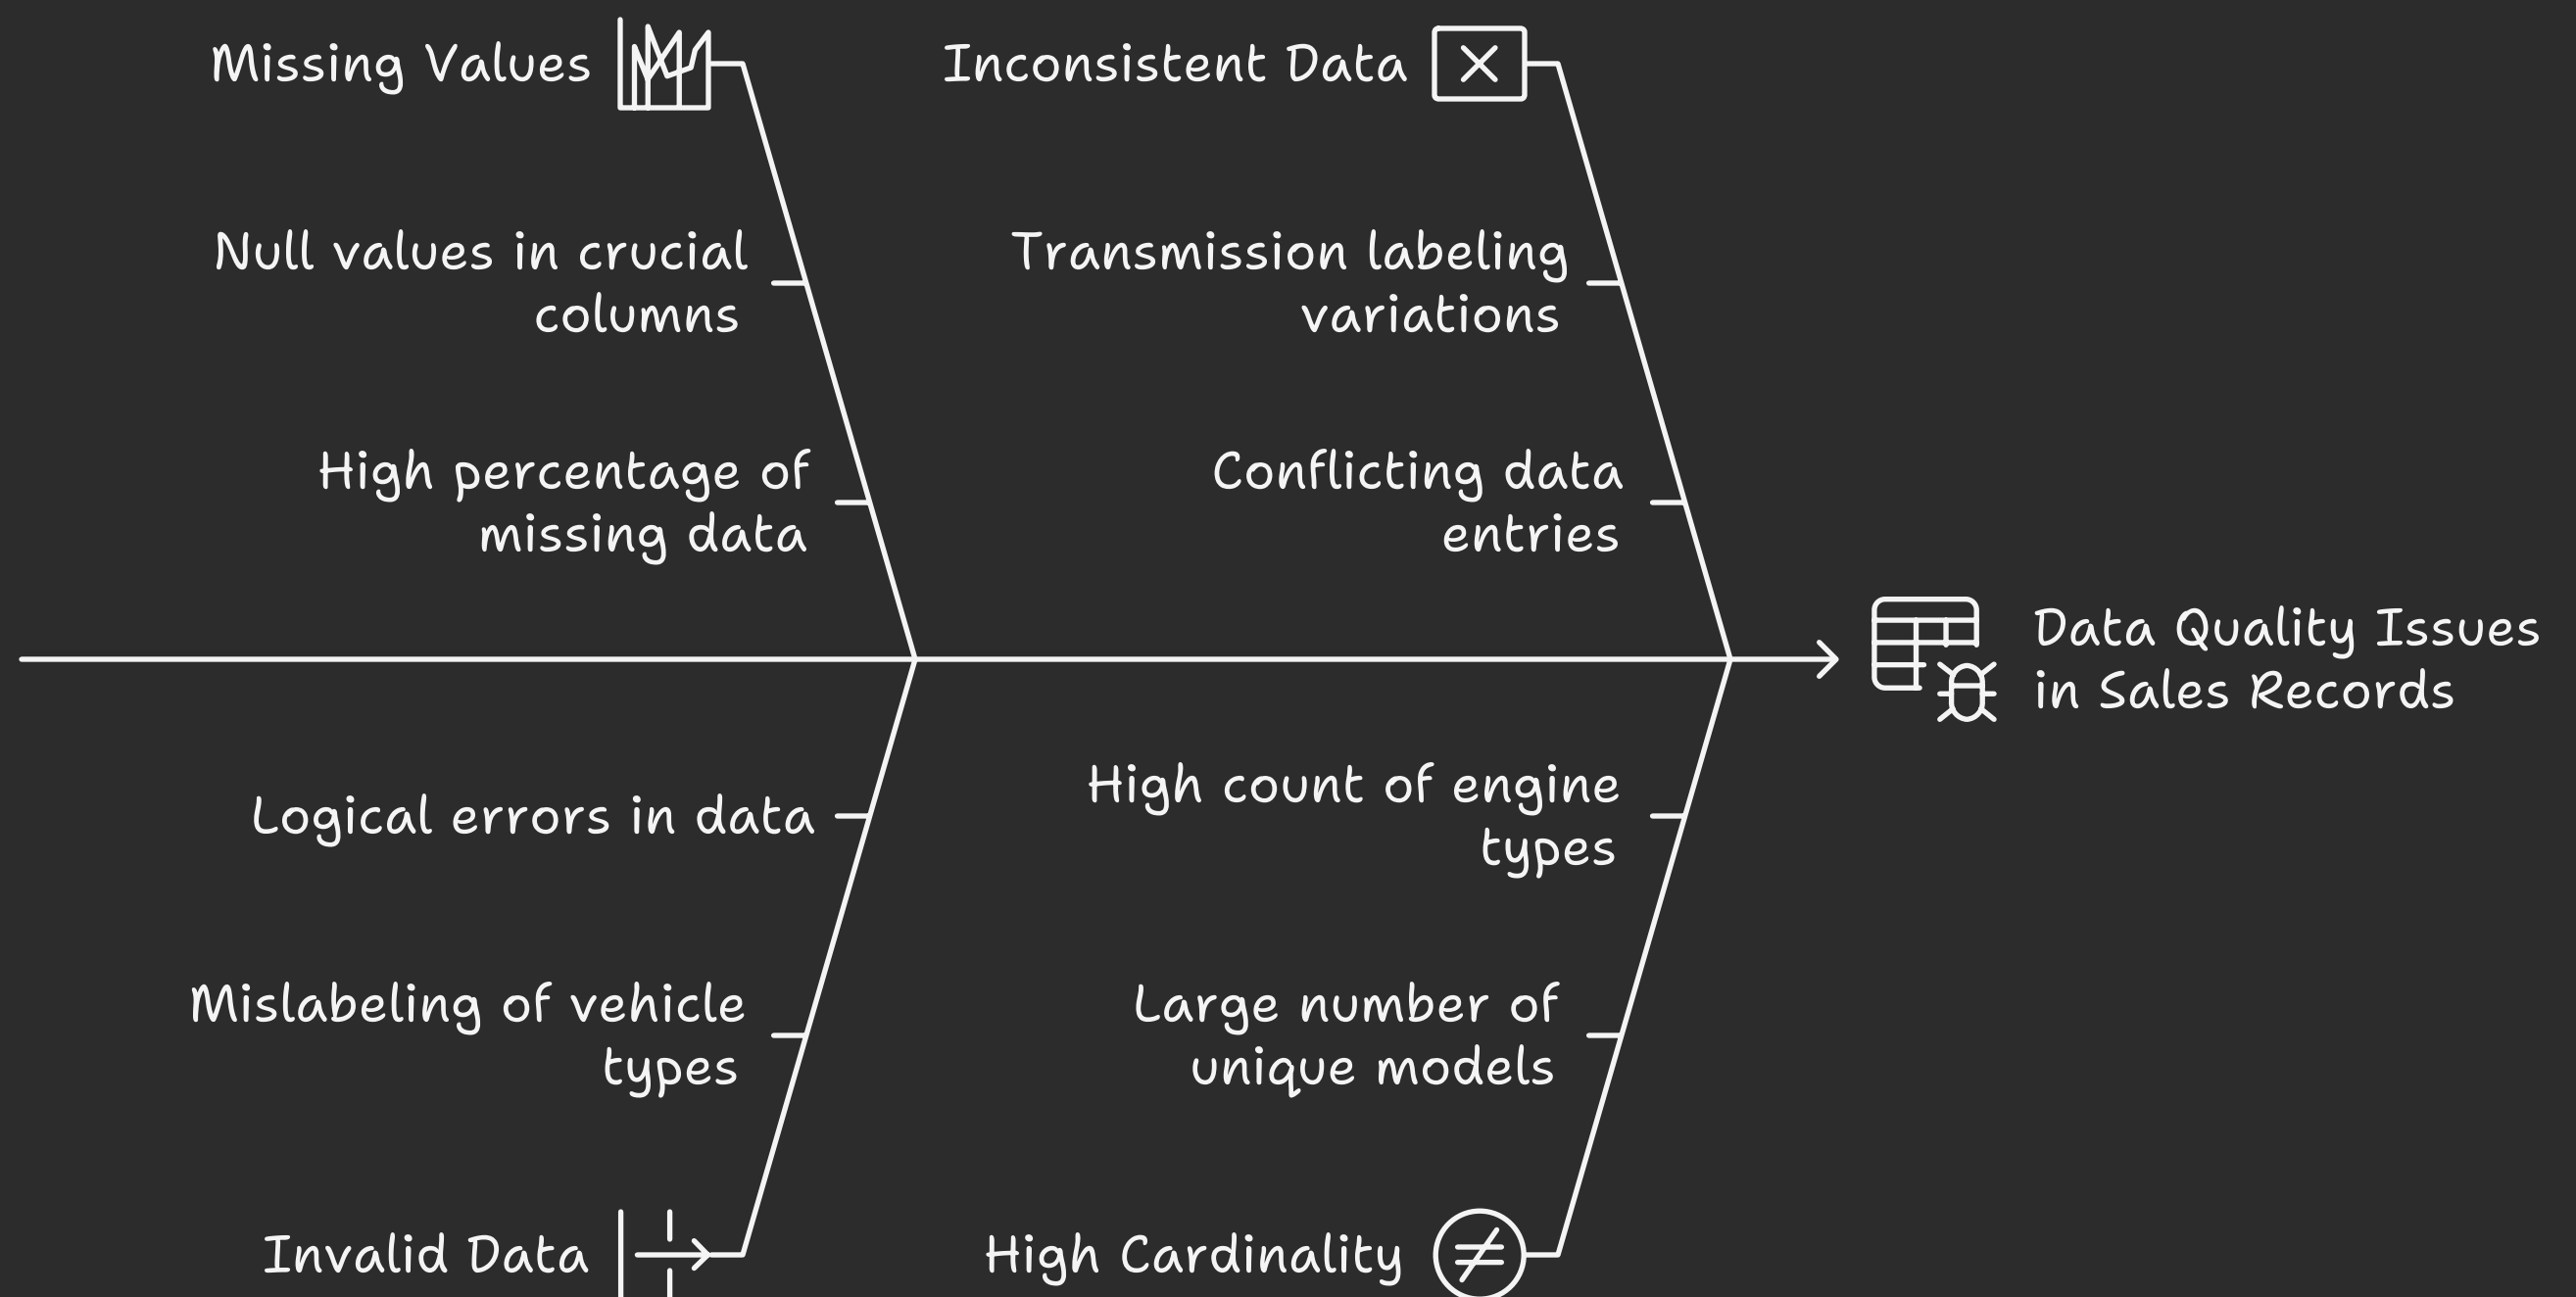 Missing Values
Null values in crucial
columns
High percentage of
missing data
Inconsistent Data
Transmission labeling
variations
Conflicting data
entries
Data Quality Issues
in Sales Records
Logical errors in data
Mislabeling of vehicle
types
Invalid Data
High count of engine
types
Large number of
unique models
High Cardinality